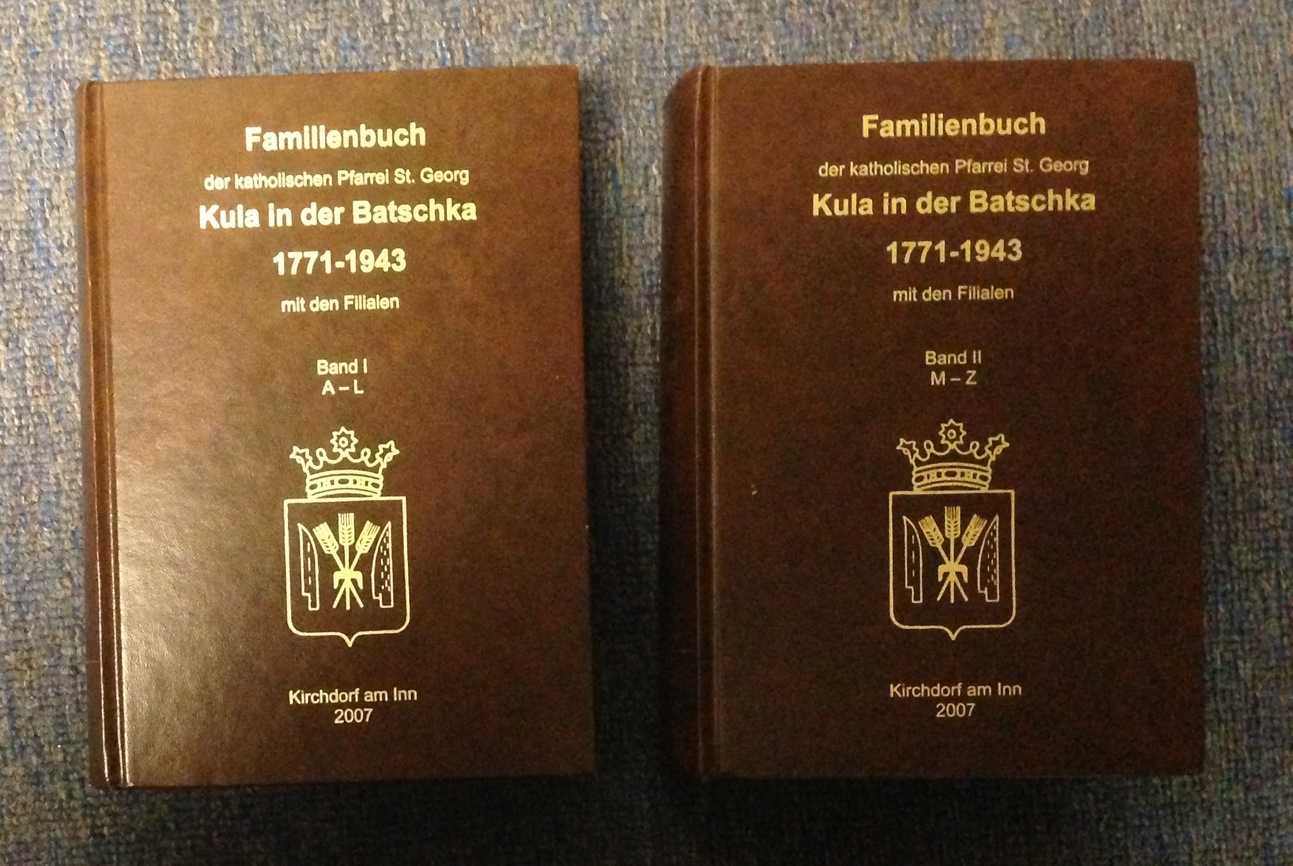 Familienbuch
der katholischen Pfarrei St. Georg
Kula in der Batschka
1771-1943
mit den Filialen
Band I
A – L
Kirchdorf am Inn
2007
Familienbuch
der katholischen Pfarrei St. Georg
Kula in der Batschka
1771-1943
mit den Filialen
Band II
M – Z
Kirchdorf am Inn
2007